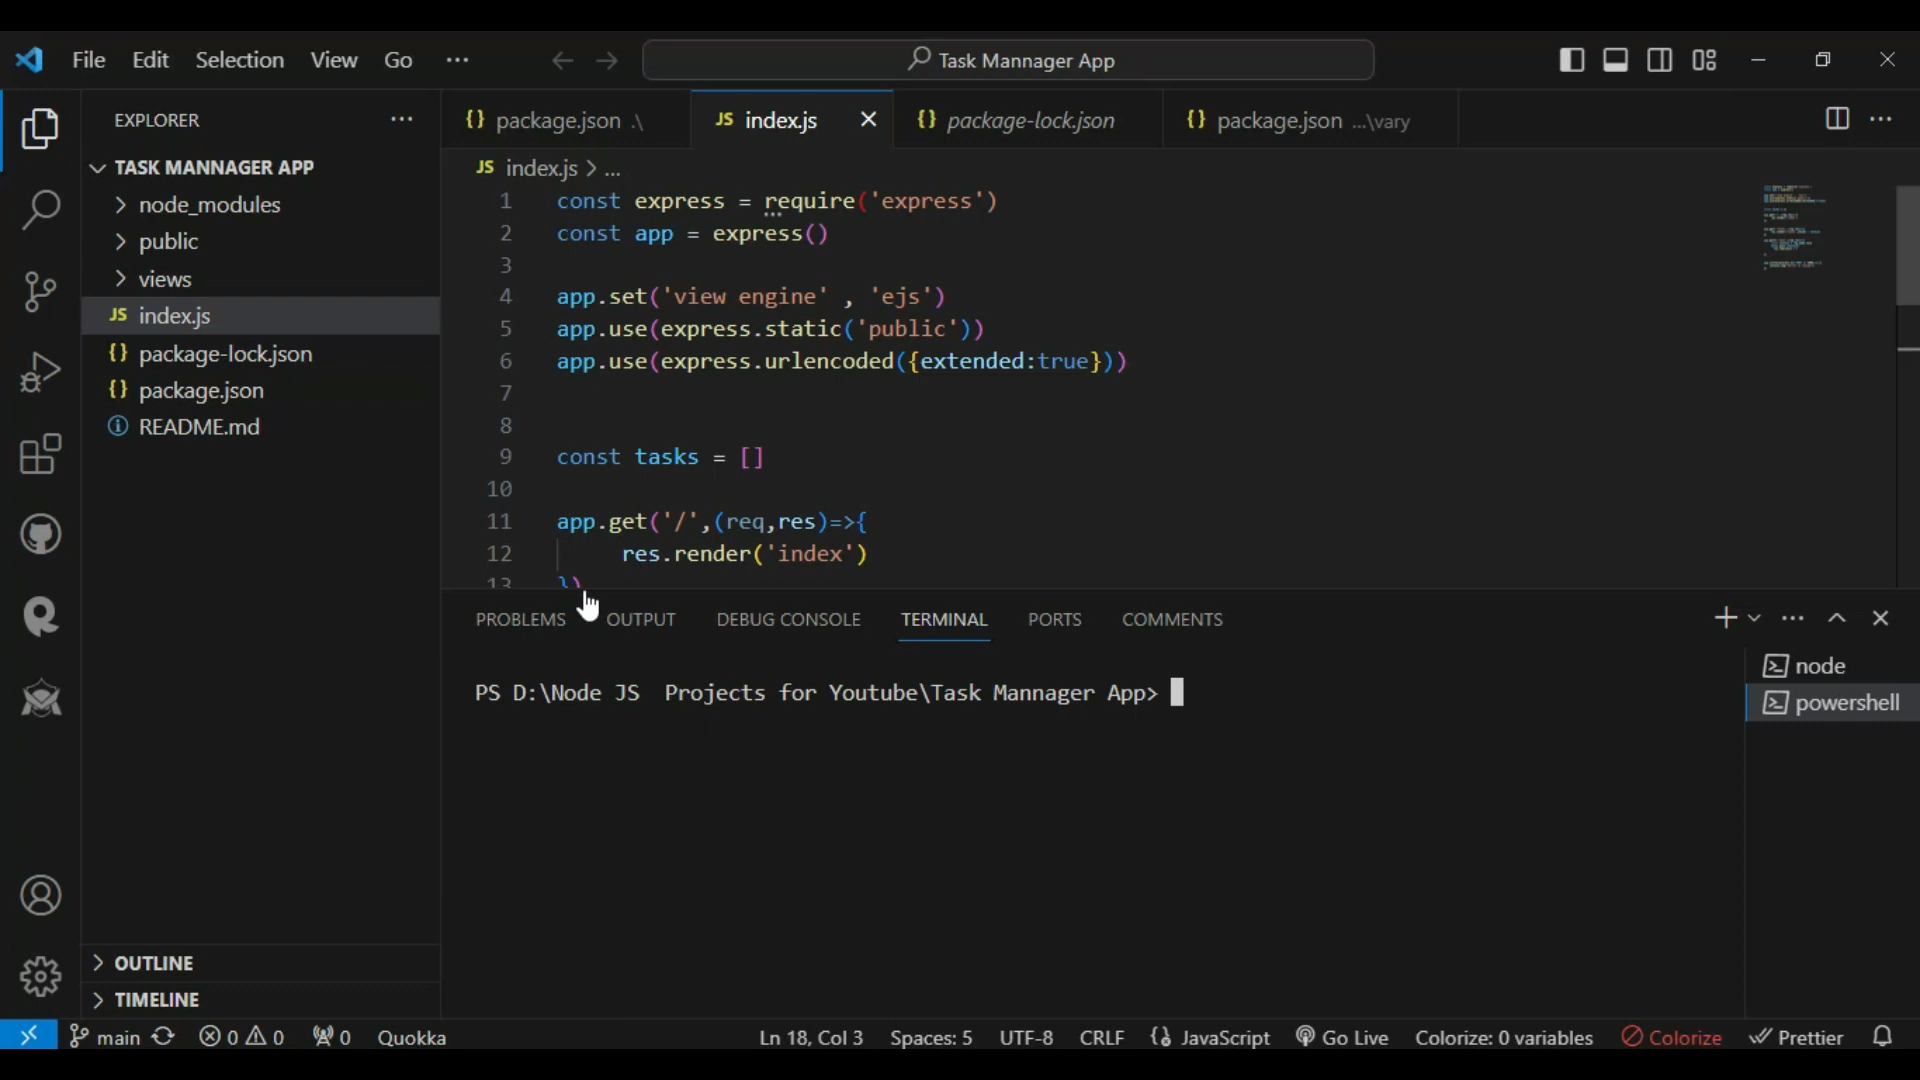 File Edit Selection View Go ··· Task Mannager App
EXPLORER ···
TASK MANNAGER APP
node_modules
public
views
JS index.js
{} package-lock.json
{} package.json
README.md
OUTLINE
TIMELINE
{} package.json .\ JS index.js {} package-lock.json {} package.json ...\vary
JS index.js > ...
1 const express = require('express')
2 const app = express()
3
4 app.set('view engine' , 'ejs')
5 app.use(express.static('public'))
6 app.use(express.urlencoded({extended:true}))
7
8
9 const tasks = []
10
11 app.get('/',(req,res)=>{
12 res.render('index')
13 })
PROBLEMS OUTPUT DEBUG CONSOLE TERMINAL PORTS COMMENTS
PS D:\Node JS  Projects for Youtube\Task Mannager App>
node
powershell
main 0 0 0 Quokka Ln 18, Col 3 Spaces: 5 UTF-8 CRLF {} JavaScript Go Live Colorize: 0 variables Colorize Prettier